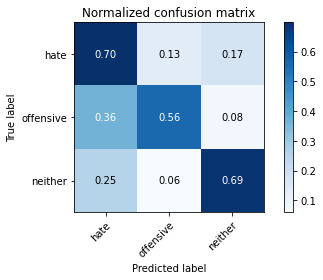 Normalized confusion matrix
hate 0.70 0.13 0.17
offensive 0.36 0.56 0.08
neither 0.25 0.06 0.69
hate offensive neither
True label
Predicted label
0.6
0.5
0.4
0.3
0.2
0.1